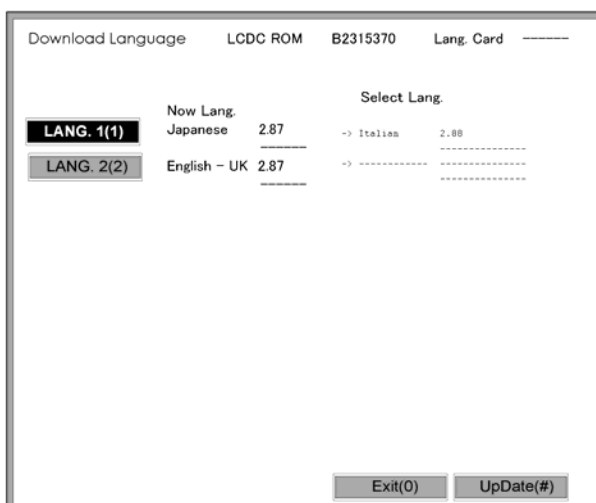 Download Language LCDC ROM B2315370 Lang. Card ------
Select Lang.
Now Lang.
LANG. 1(1) Japanese 2.87 -> Italian 2.88
------ ---------------
LANG. 2(2) English - UK 2.87 -> ------------ ---------------
------ ---------------
Exit(0) UpDate(#)